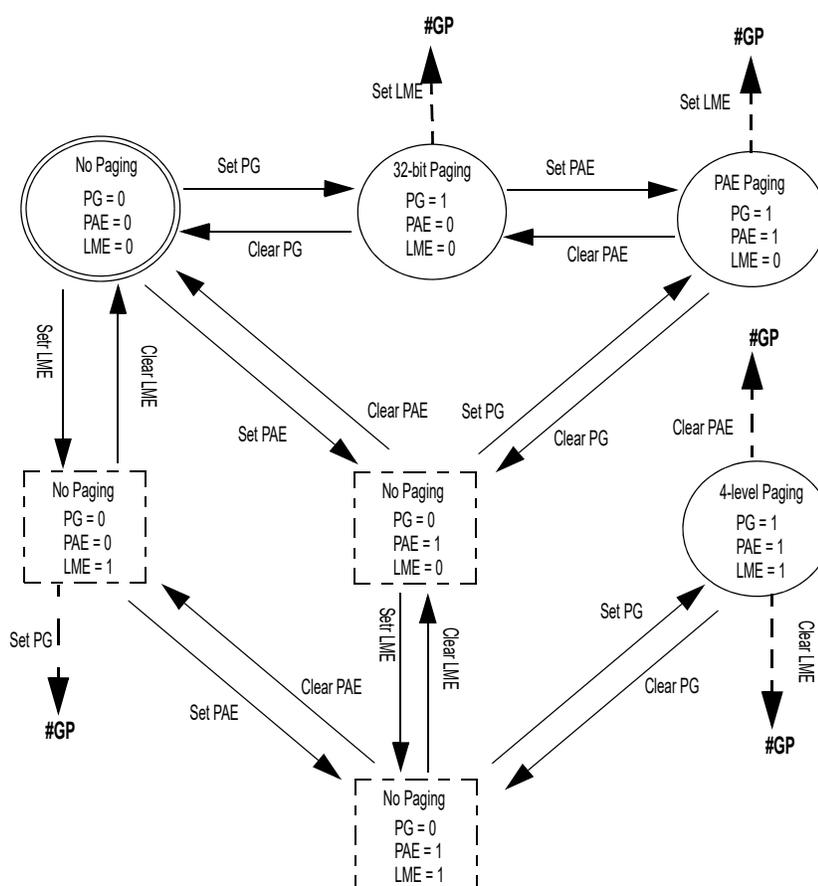 #GP
#GP
Set LME
Set LME
No Paging
PG = 0
PAE = 0
LME = 0
Set PG
Clear PG
32-bit Paging
PG = 1
PAE = 0
LME = 0
Set PAE
Clear PAE
PAE Paging
PG = 1
PAE = 1
LME = 0
Setr LME
Clear LME
Set PAE
Clear PAE
Set PG
Clear PG
#GP
Clear PAE
No Paging
PG = 0
PAE = 0
LME = 1
No Paging
PG = 0
PAE = 1
LME = 0
4-level Paging
PG = 1
PAE = 1
LME = 1
Set PG
#GP
Set PAE
Clear PAE
Setr LME
Clear LME
Set PG
Clear PG
Clear LME
#GP
No Paging
PG = 0
PAE = 1
LME = 1